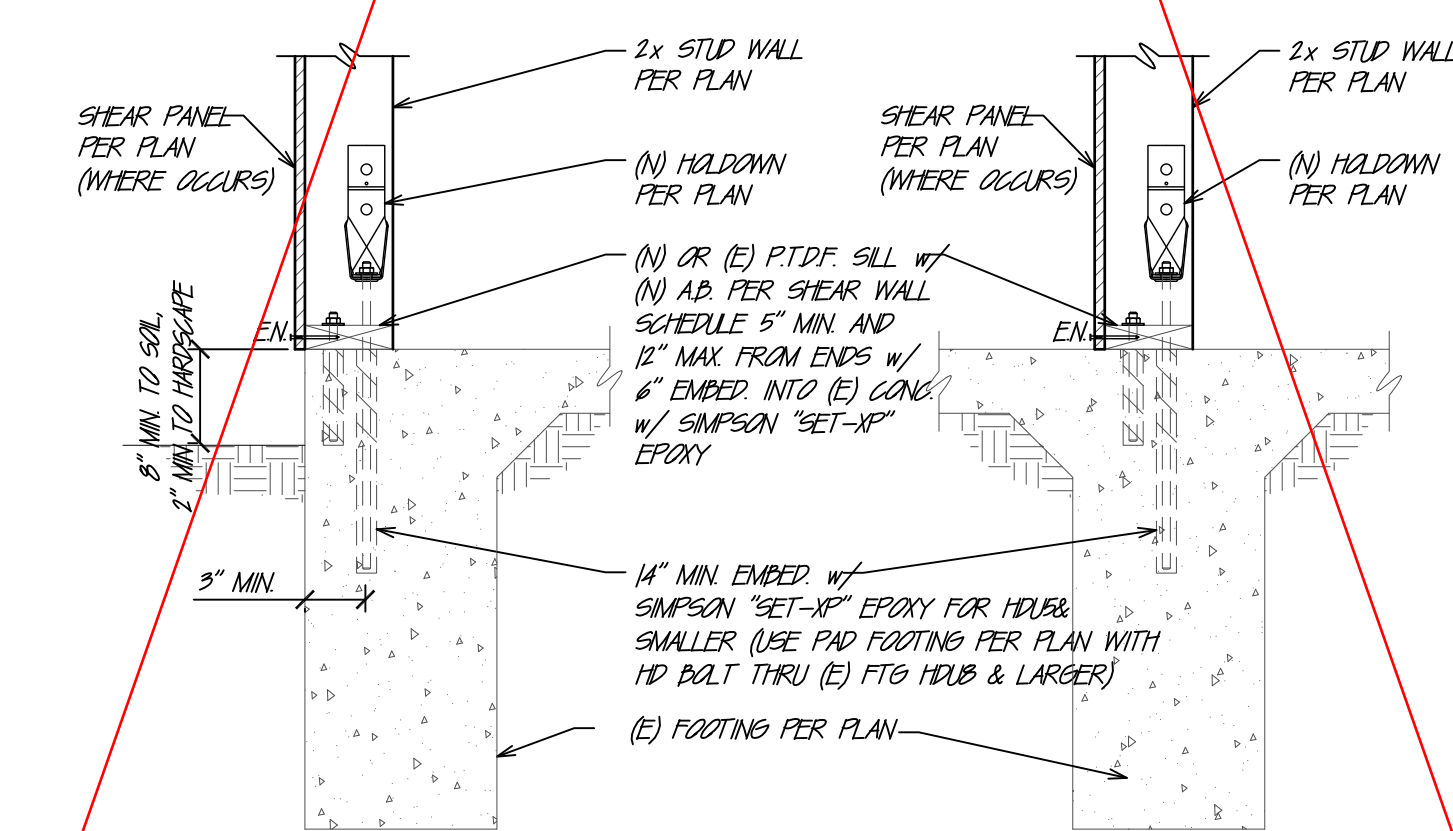 2x STUD WALL
PER PLAN
SHEAR PANEL
PER PLAN
(WHERE OCCURS)
(N) HOLDOWN
PER PLAN
(N) OR (E) P.T.D.F. SILL w/
(N) A.B. PER SHEAR WALL
SCHEDULE 5" MIN. AND
12" MAX. FROM ENDS w/
6" EMBED. INTO (E) CONC.
w/ SIMPSON "SET-XP"
EPOXY
E.N.
8" MIN. TO SOIL,
2" MIN. TO HARDSCAPE
3" MIN.
14" MIN. EMBED. w/
SIMPSON "SET-XP" EPOXY FOR HDU5&
SMALLER (USE PAD FOOTING PER PLAN WITH
HD BOLT THRU (E) FTG HDU8 & LARGER)
(E) FOOTING PER PLAN
2x STUD WALL
PER PLAN
SHEAR PANEL
PER PLAN
(WHERE OCCURS)
(N) HOLDOWN
PER PLAN
E.N.